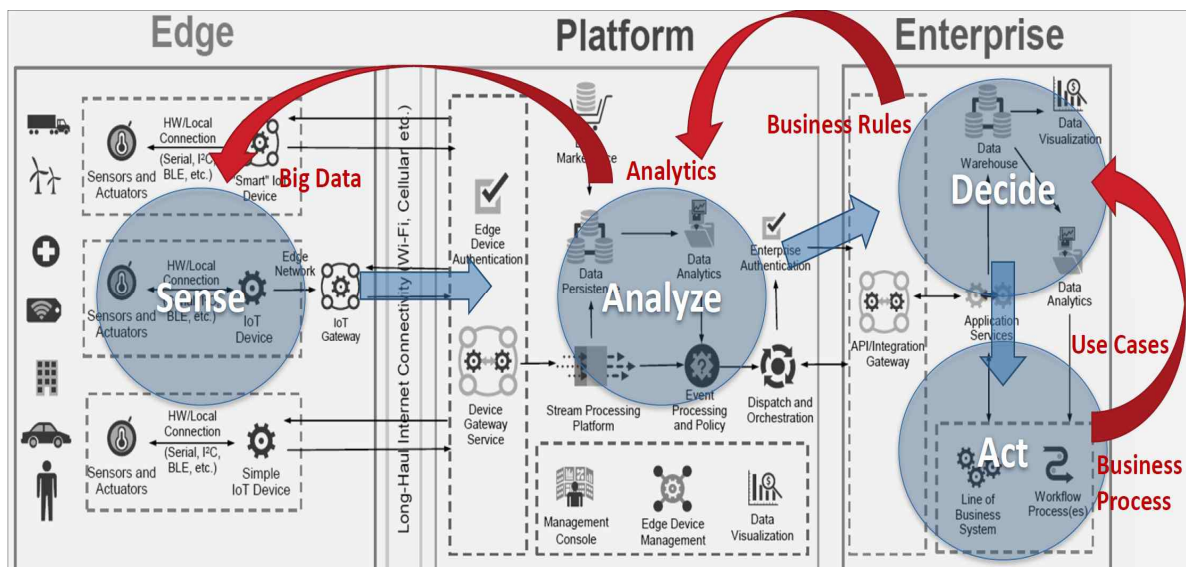 Edge
Platform
Enterprise
HW/Local
Connection
(Serial, I²C,
BLE, etc.)
Sensors and
Actuators
Smart" IoT
Device
Big Data
HW/Local
Connection
BLE, etc.)
Sensors and
Actuators
IoT
Device
Edge
Network
IoT
Gateway
Sense
HW/Local
Connection
(Serial, I²C,
BLE, etc.)
Sensors and
Actuators
Simple
IoT Device
Long-Haul Internet Connectivity (Wi-Fi, Cellular, etc.)
Edge
Device
Authentication
Device
Gateway
Service
Analytics
Data
Persistence
Data
Analytics
Analyze
Enterprise
Authentication
Stream Processing
Platform
Event
Processing
and Policy
Dispatch and
Orchestration
Management
Console
Edge Device
Management
Data
Visualization
Business Rules
Data
Warehouse
Data
Visualization
Decide
Data
Analytics
API/Integration
Gateway
Application
Services
Use Cases
Act
Line of
Business
System
Workflow
Process(es)
Business
Process